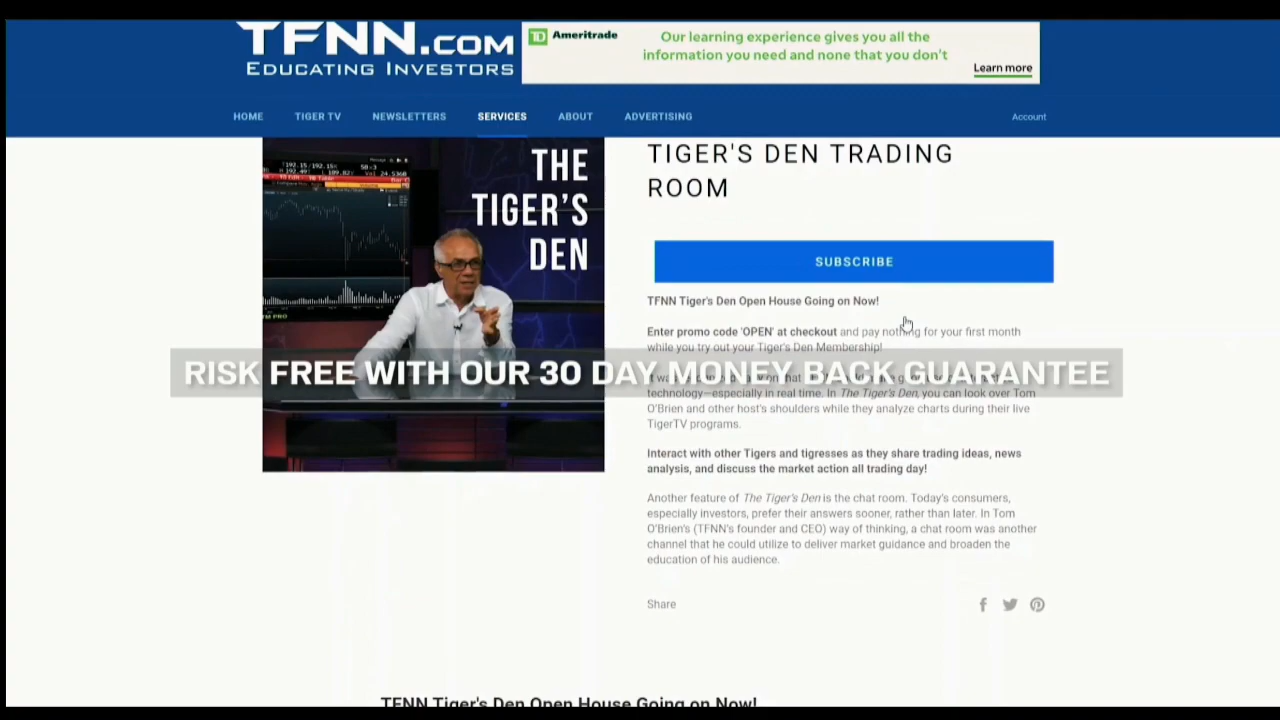 TFNN.COM
EDUCATING INVESTORS
TD Ameritrade
Our learning experience gives you all the
information you need and none that you don't
Learn more
HOME TIGER TV NEWSLETTERS SERVICES ABOUT ADVERTISING Account
THE
TIGER'S
DEN
TIGER'S DEN TRADING
ROOM
SUBSCRIBE
TFNN Tiger's Den Open House Going on Now!
Enter promo code 'OPEN' at checkout and pay nothing for your first month
while you try out your Tiger's Den Membership!
RISK FREE WITH OUR 30 DAY MONEY BACK GUARANTEE
technology—especially in real time. In The Tiger's Den, you can look over Tom
O'Brien and other host's shoulders while they analyze charts during their live
TigerTV programs.
Interact with other Tigers and tigresses as they share trading ideas, news
analysis, and discuss the market action all trading day!
Another feature of The Tiger's Den is the chat room. Today's consumers,
especially investors, prefer their answers sooner, rather than later. In Tom
O'Brien's (TFNN's founder and CEO) way of thinking, a chat room was another
channel that he could utilize to deliver market guidance and broaden the
education of his audience.
Share
TFNN Tiger's Den Open House Going on Now!